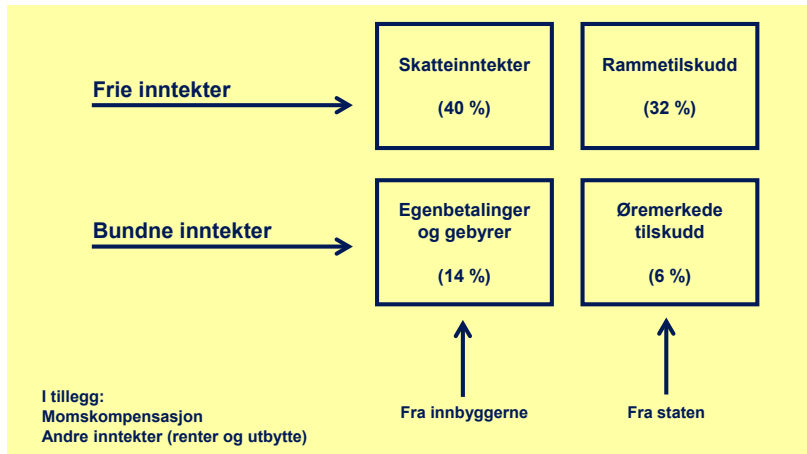 Frie inntekter
Skatteinntekter
(40 %)
Rammetilskudd
(32 %)
Bundne inntekter
Egenbetalinger
og gebyrer
(14 %)
Øremerkede
tilskudd
(6 %)
Fra innbyggerne
Fra staten
I tillegg:
Momskompensasjon
Andre inntekter (renter og utbytte)